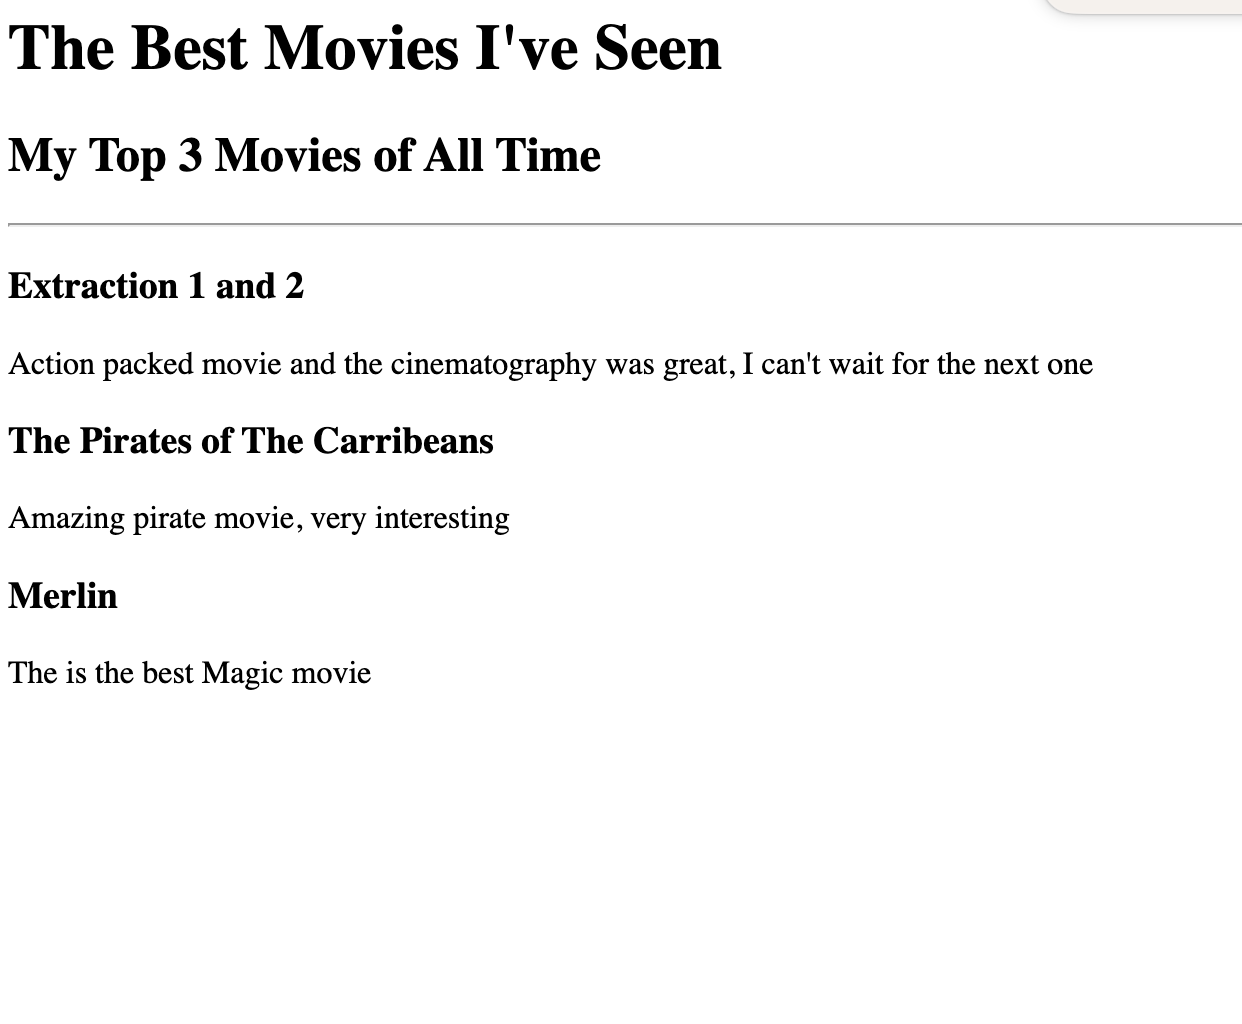 The Best Movies I've Seen
My Top 3 Movies of All Time
Extraction 1 and 2
Action packed movie and the cinematography was great, I can't wait for the next one
The Pirates of The Carribeans
Amazing pirate movie, very interesting
Merlin
The is the best Magic movie